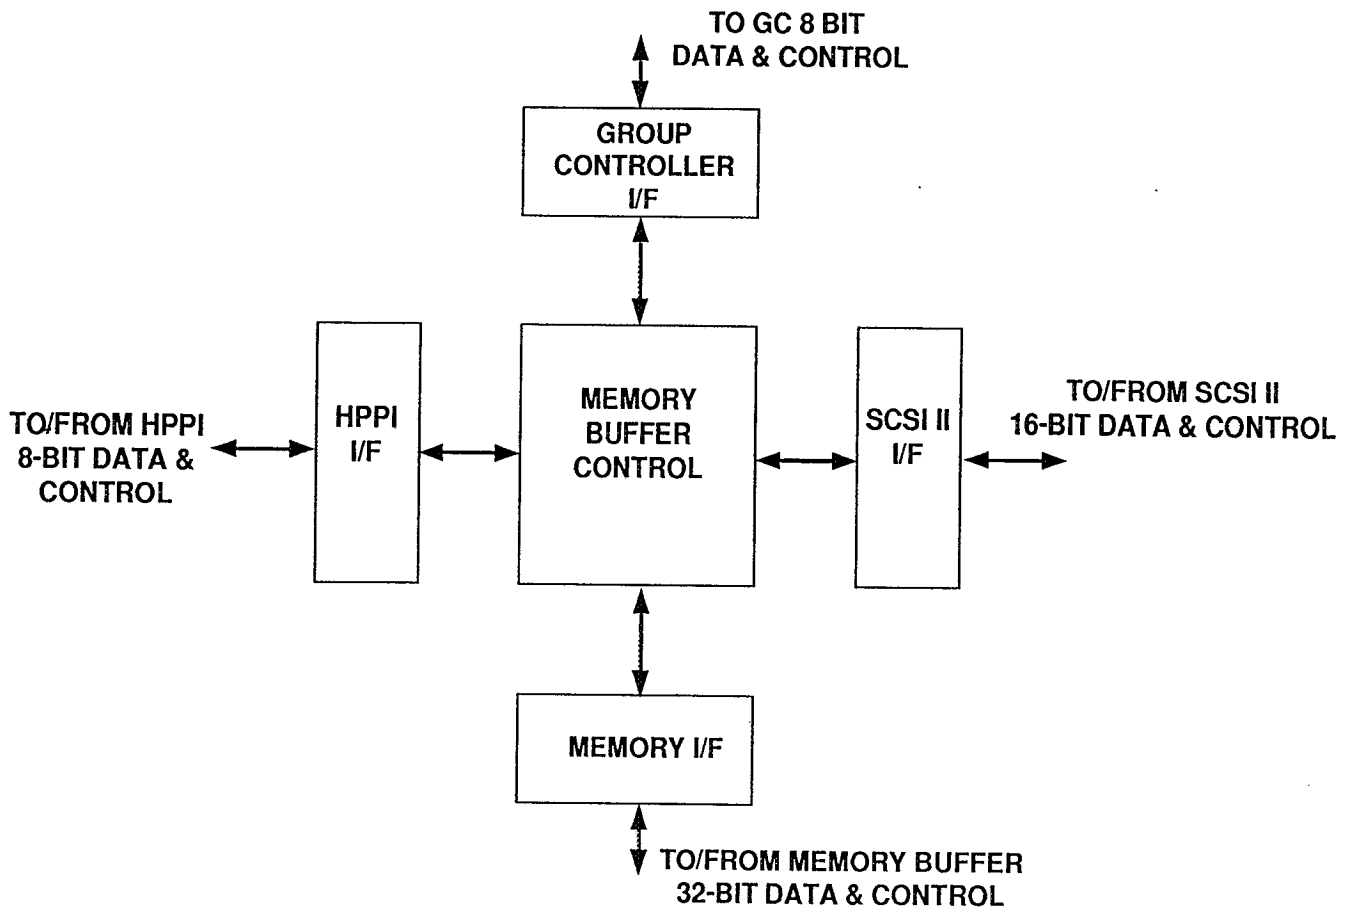 TO GC 8 BIT
DATA & CONTROL
GROUP
CONTROLLER
I/F
HPPI
I/F
MEMORY
BUFFER
CONTROL
SCSI II
I/F
TO/FROM HPPI
8-BIT DATA &
CONTROL
TO/FROM SCSI II
16-BIT DATA & CONTROL
MEMORY I/F
TO/FROM MEMORY BUFFER
32-BIT DATA & CONTROL